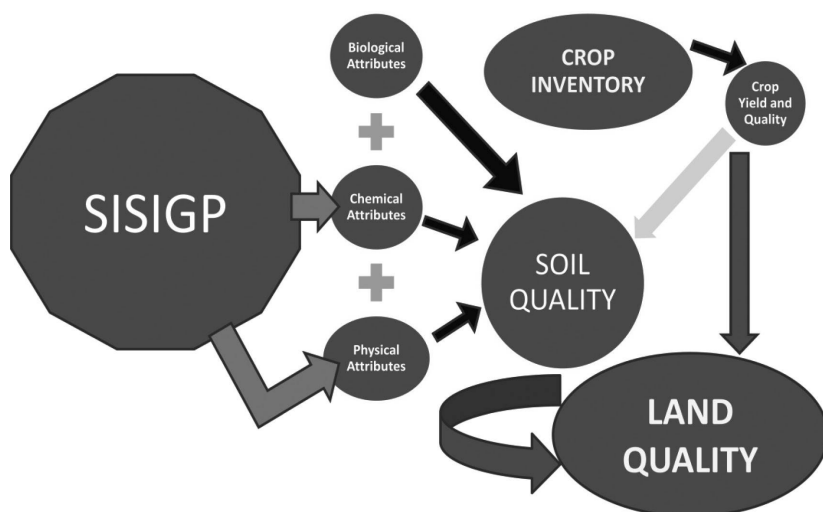 Biological
Attributes
CROP
INVENTORY
Crop
Yield and
Quality
SISIGP
Chemical
Attributes
SOIL
QUALITY
Physical
Attributes
LAND
QUALITY